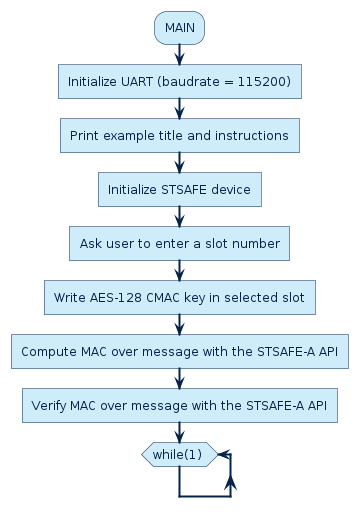 MAIN
Initialize UART (baudrate = 115200)
Print example title and instructions
Initialize STSAFE device
Ask user to enter a slot number
Write AES-128 CMAC key in selected slot
Compute MAC over message with the STSAFE-A API
Verify MAC over message with the STSAFE-A API
while(1)